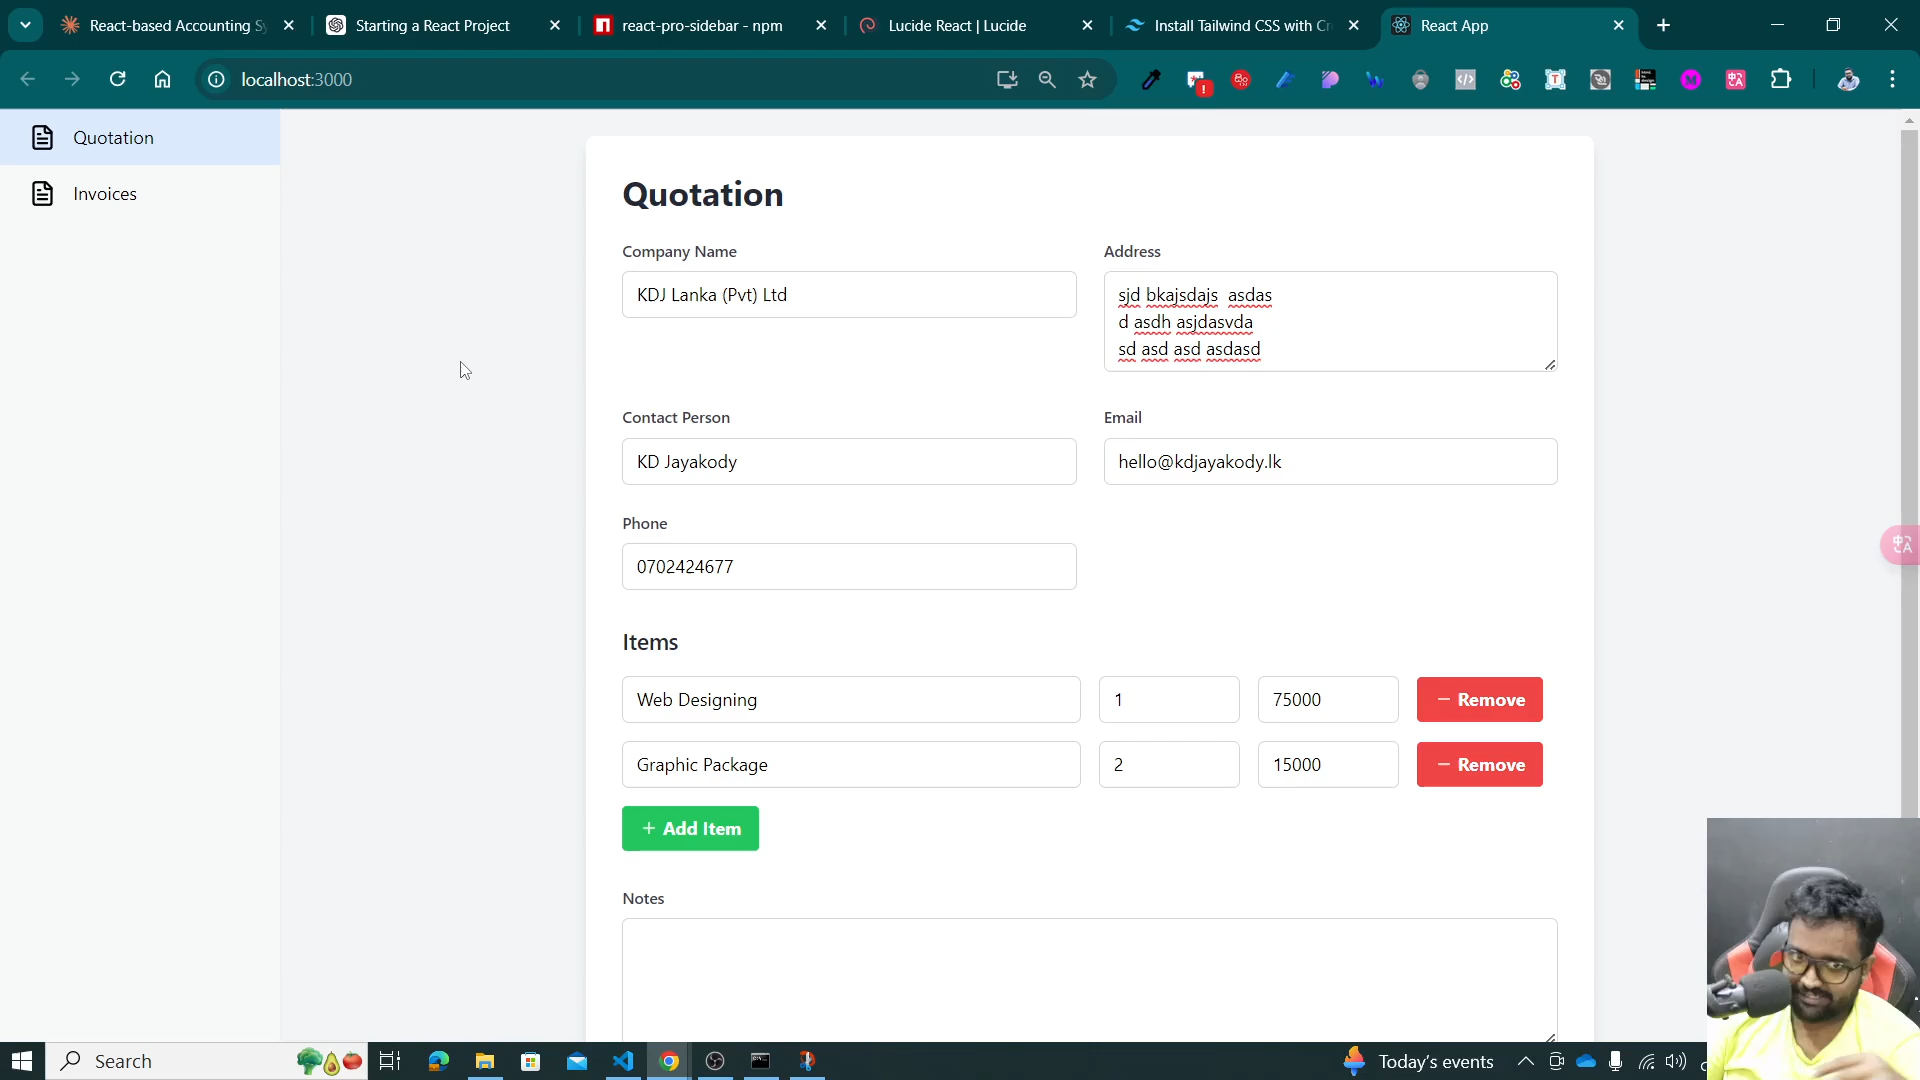 React-based Accounting Sy
Starting a React Project
react-pro-sidebar - npm
Lucide React | Lucide
Install Tailwind CSS with Cr
React App
localhost:3000
Quotation
Invoices
Quotation
Company Name
Address
KDJ Lanka (Pvt) Ltd
sjd bkajsdajs  asdas
d asdh asjdasvda
sd asd asd asdasd
Contact Person
Email
KD Jayakody
hello@kdjayakody.lk
Phone
0702424677
Items
Web Designing
1
75000
− Remove
Graphic Package
2
15000
− Remove
+ Add Item
Notes
Search
Today's events